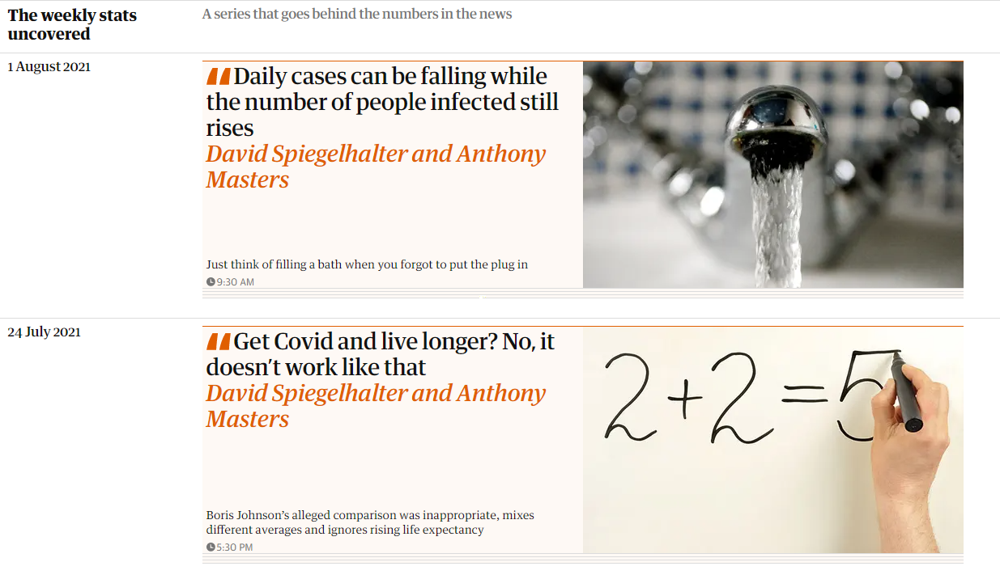 The weekly stats
uncovered
A series that goes behind the numbers in the news
1 August 2021
Daily cases can be falling while
the number of people infected still
rises
David Spiegelhalter and Anthony
Masters
Just think of filling a bath when you forgot to put the plug in
9:30 AM
24 July 2021
Get Covid and live longer? No, it
doesn’t work like that
David Spiegelhalter and Anthony
Masters
Boris Johnson’s alleged comparison was inappropriate, mixes
different averages and ignores rising life expectancy
5:30 PM
2+2=5